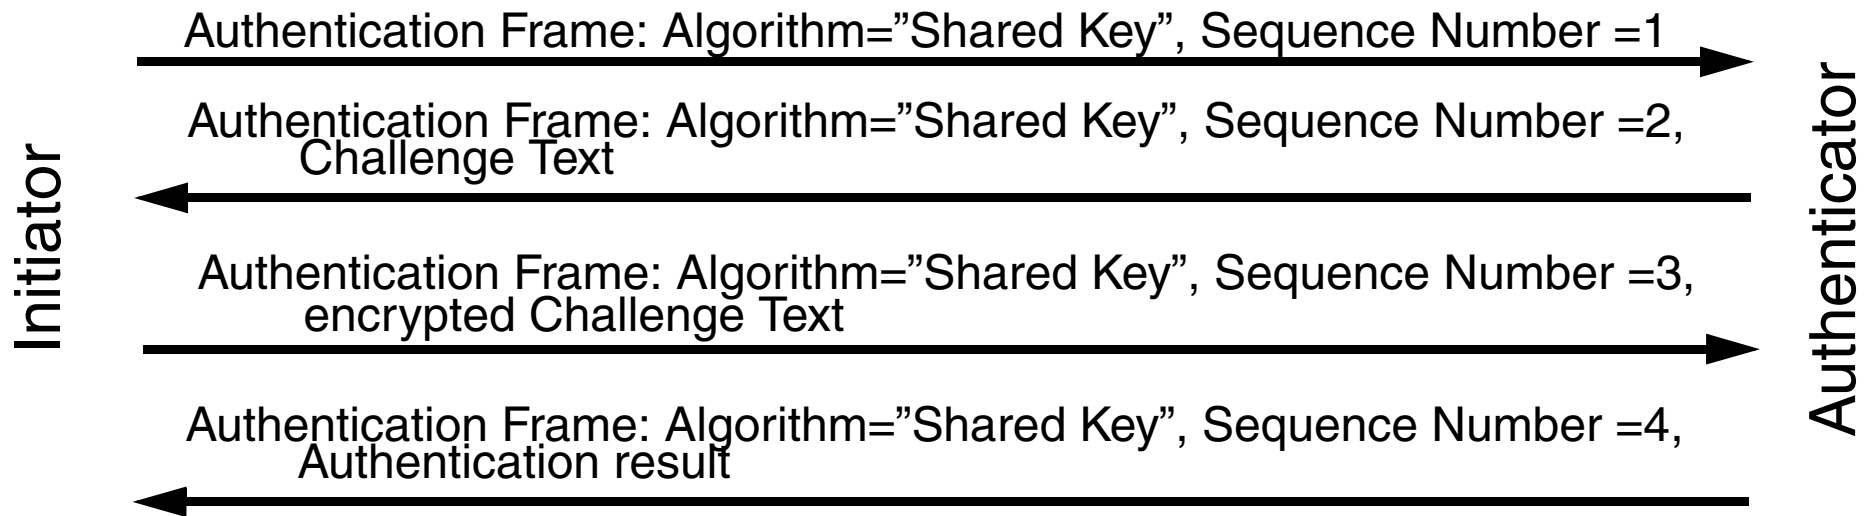 Authentication Frame: Algorithm=”Shared Key”, Sequence Number =1
Authentication Frame: Algorithm=”Shared Key”, Sequence Number =2,
Challenge Text
Authentication Frame: Algorithm=”Shared Key”, Sequence Number =3,
encrypted Challenge Text
Authentication Frame: Algorithm=”Shared Key”, Sequence Number =4,
Authentication result
Initiator
Authenticator